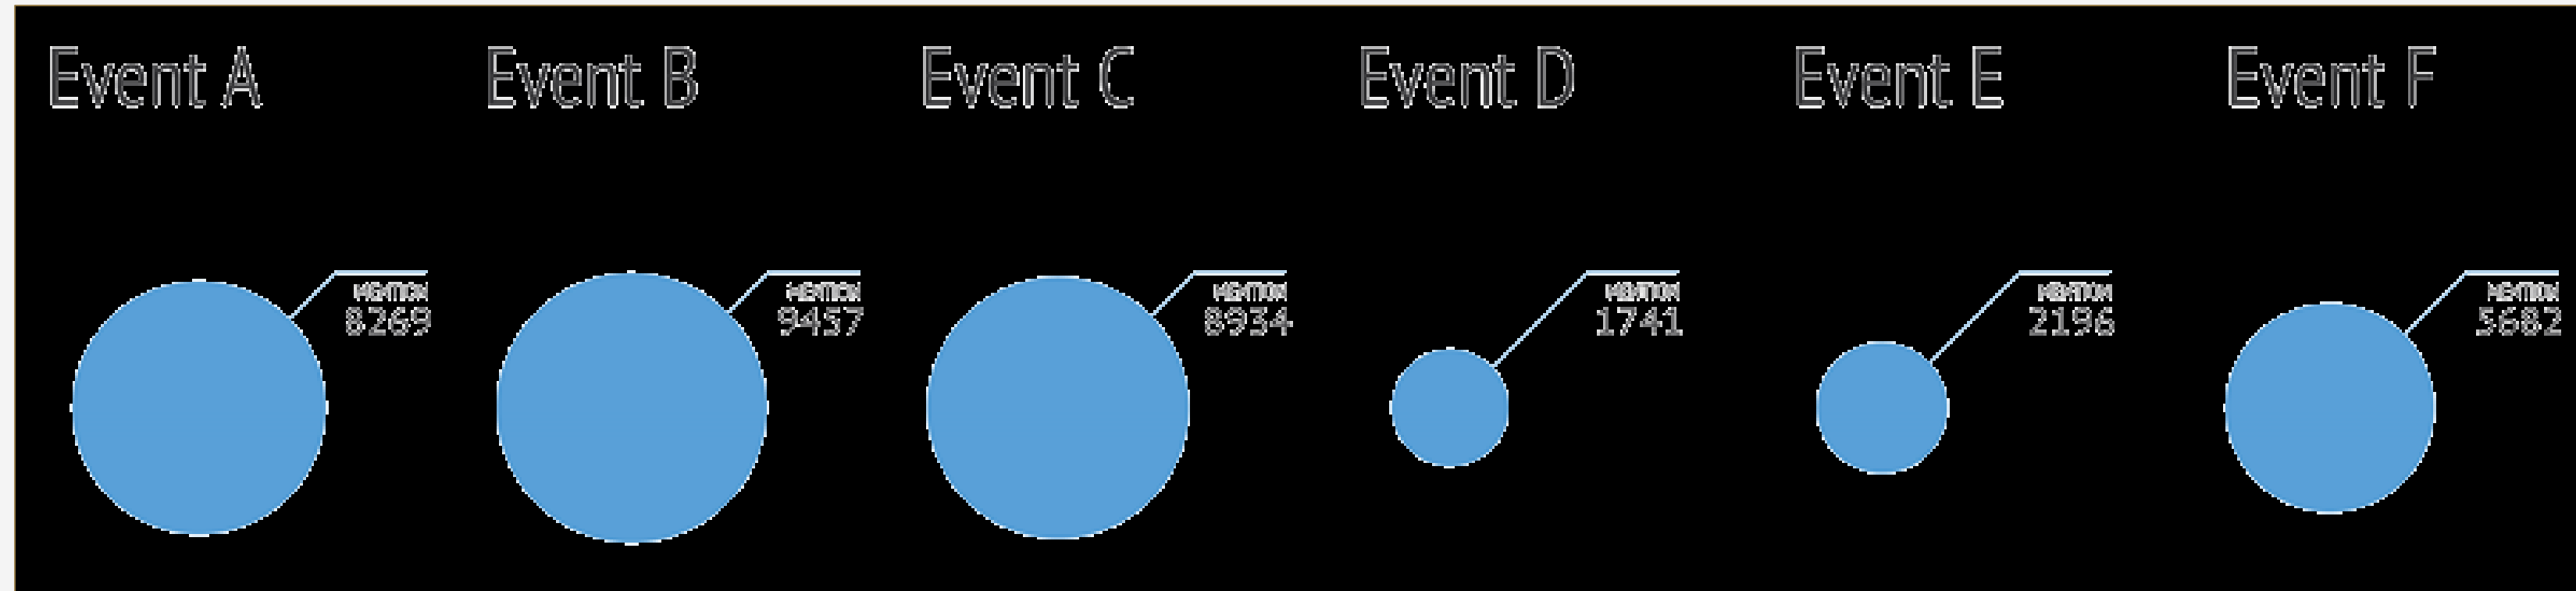 Event A
Event B
Event C
Event D
Event E
Event F
MENTION
8269
MENTION
9457
MENTION
8934
MENTION
1741
MENTION
2196
MENTION
5682